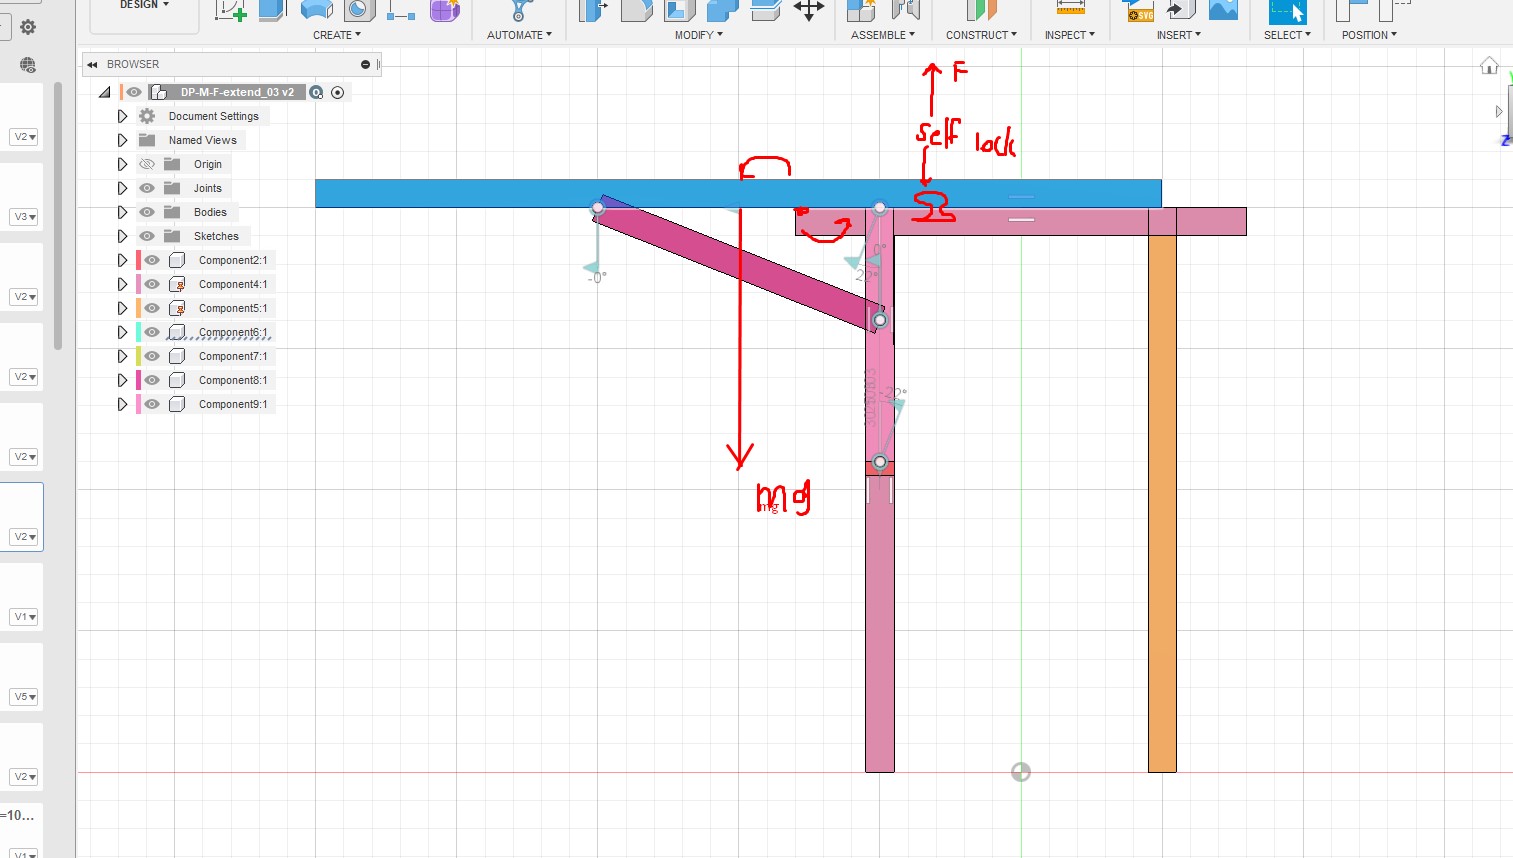 DESIGN
CREATE
AUTOMATE
MODIFY
ASSEMBLE
CONSTRUCT
INSPECT
SVG
INSERT
SELECT
POSITION
BROWSER
DP-M-F-extend_03 v2
Document Settings
Named Views
Origin
Joints
Bodies
Sketches
Component2:1
Component4:1
Component5:1
Component6:1
Component7:1
Component8:1
Component9:1
V2
V3
V2
V2
V2
V2
V1
V5
V2
=10...
V1
F
self lock
-0°
0°
22°
-22°
mg
mg
Z